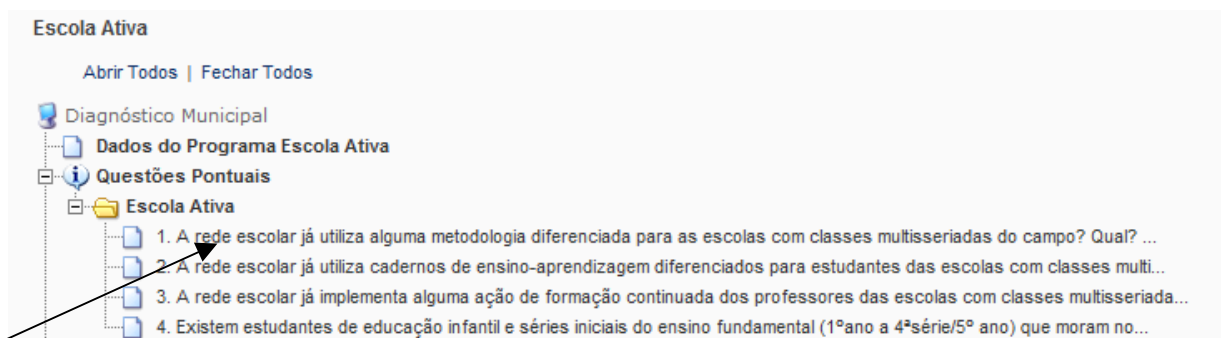 Escola Ativa
Abrir Todos | Fechar Todos
Diagnóstico Municipal
Dados do Programa Escola Ativa
Questões Pontuais
Escola Ativa
1. A rede escolar já utiliza alguma metodologia diferenciada para as escolas com classes multisseriadas do campo? Qual? ...
2. A rede escolar já utiliza cadernos de ensino-aprendizagem diferenciados para estudantes das escolas com classes multi...
3. A rede escolar já implementa alguma ação de formação continuada dos professores das escolas com classes multisseriada...
4. Existem estudantes de educação infantil e séries iniciais do ensino fundamental (1ºano a 4ªsérie/5º ano) que moram no...